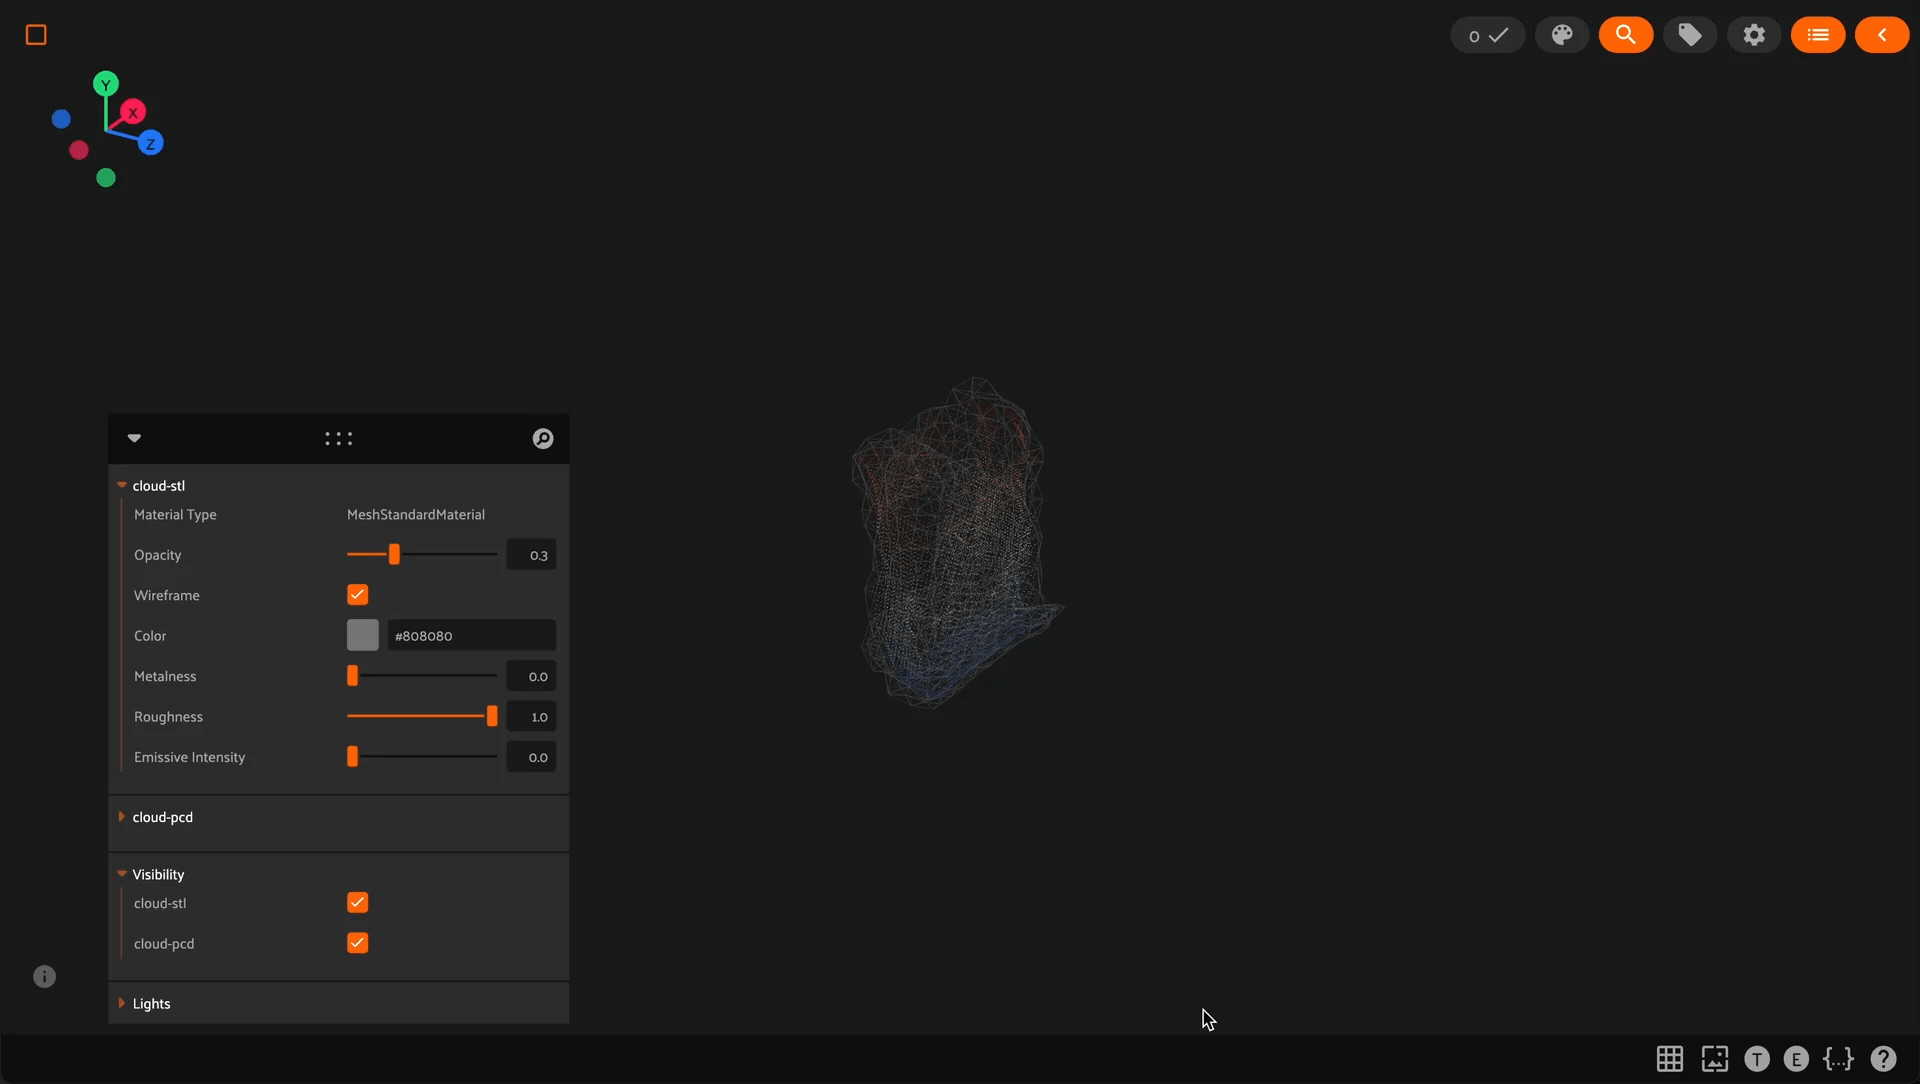 0
Y
X
Z
cloud-stl
Material Type MeshStandardMaterial
Opacity 0.3
Wireframe
Color #808080
Metalness 0.0
Roughness 1.0
Emissive Intensity 0.0
cloud-pcd
Visibility
cloud-stl
cloud-pcd
Lights
i
T E {...} ?